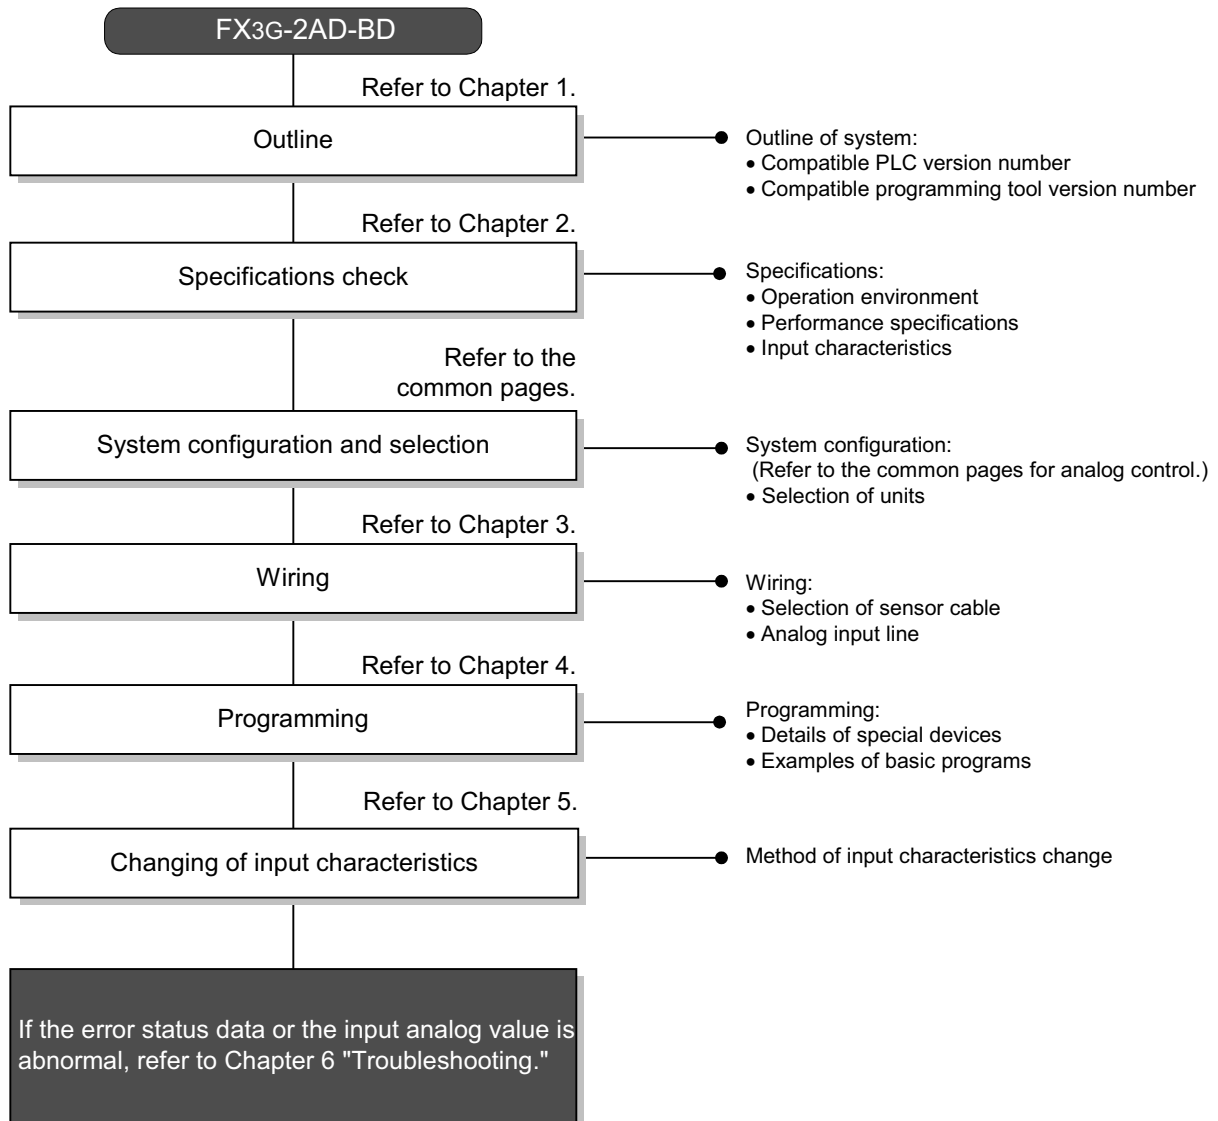 FX3G-2AD-BD
Refer to Chapter 1.
Outline
Outline of system:
• Compatible PLC version number
• Compatible programming tool version number
Refer to Chapter 2.
Specifications check
Specifications:
• Operation environment
• Performance specifications
• Input characteristics
Refer to the
common pages.
System configuration and selection
System configuration:
(Refer to the common pages for analog control.)
• Selection of units
Refer to Chapter 3.
Wiring
Wiring:
• Selection of sensor cable
• Analog input line
Refer to Chapter 4.
Programming
Programming:
• Details of special devices
• Examples of basic programs
Refer to Chapter 5.
Changing of input characteristics
Method of input characteristics change
If the error status data or the input analog value is
abnormal, refer to Chapter 6 "Troubleshooting."